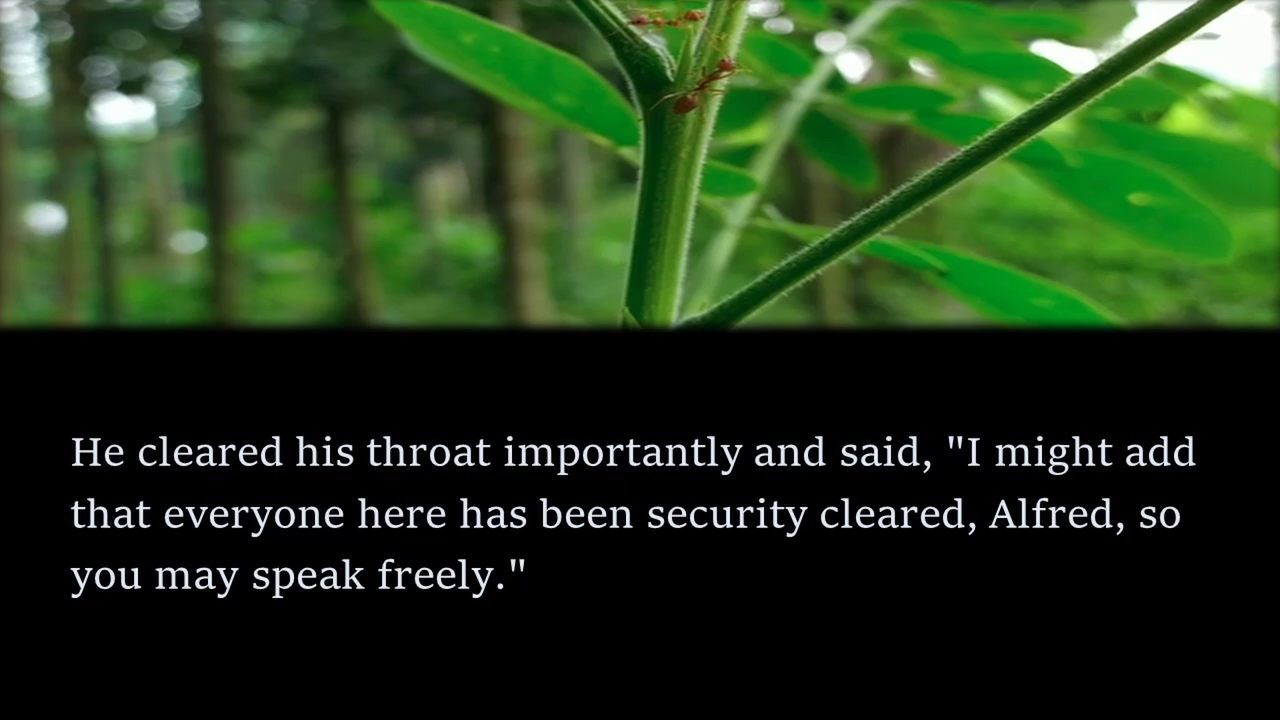 He cleared his throat importantly and said, "I might add
that everyone here has been security cleared, Alfred, so
you may speak freely."